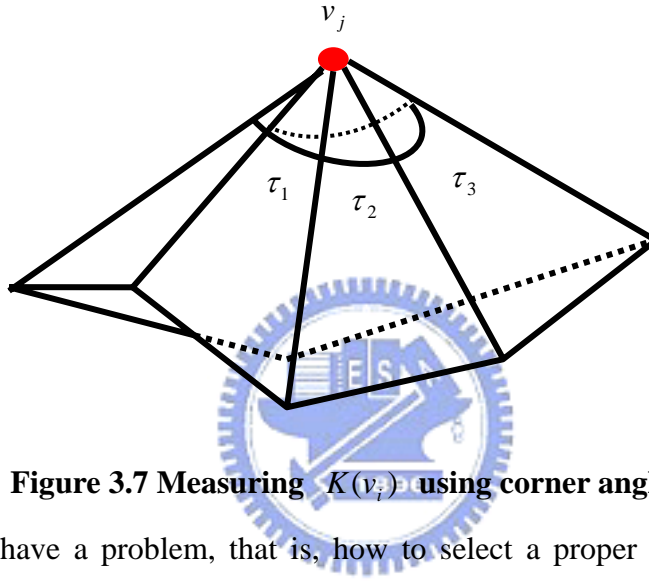 v_j
τ_1 τ_2 τ_3
E S
Figure 3.7 Measuring K(v_i) using corner angl
have a problem, that is, how to select a proper